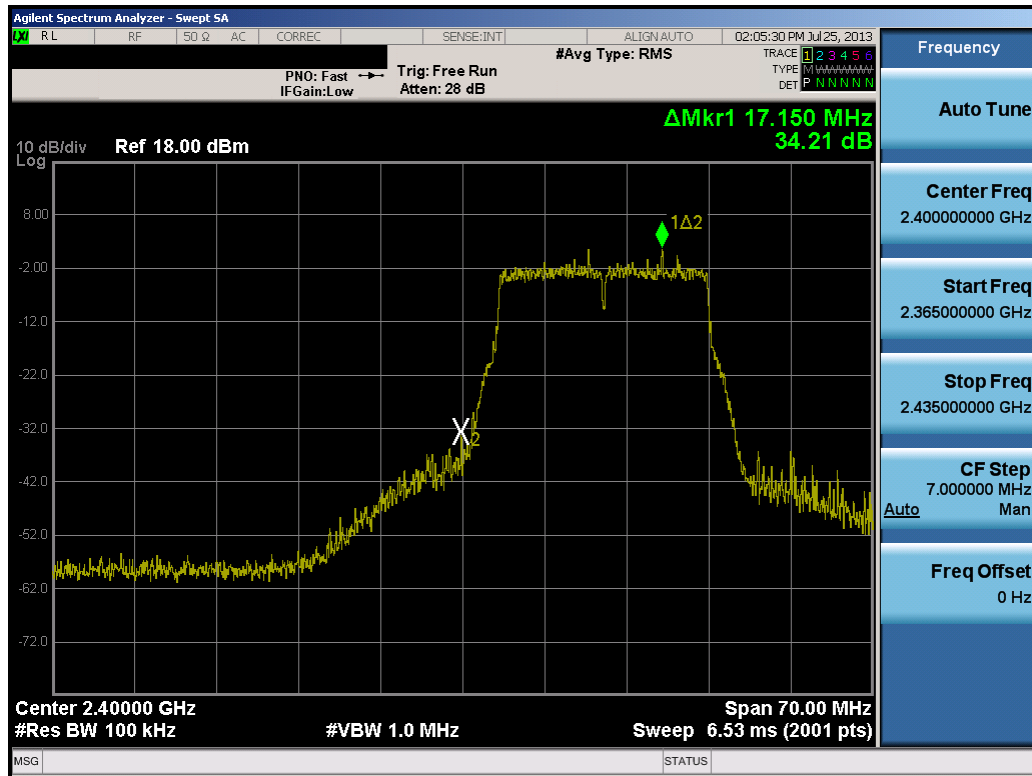 Agilent Spectrum Analyzer - Swept SA
LXI RL RF 50 Ω AC CORREC SENSE:INT ALIGN AUTO 02:05:30 PM Jul 25, 2013
PNO: Fast
IFGain:Low
Trig: Free Run
Atten: 28 dB
#Avg Type: RMS
TRACE 1 2 3 4 5 6
TYPE M WWWWW
DET P N N N N N
ΔMkr1 17.150 MHz
34.21 dB
10 dB/div Ref 18.00 dBm
Log
8.00
-2.00
-12.0
-22.0
-32.0
-42.0
-52.0
-62.0
-72.0
1Δ2
X2
Center 2.40000 GHz Span 70.00 MHz
#Res BW 100 kHz #VBW 1.0 MHz Sweep 6.53 ms (2001 pts)
MSG STATUS
Frequency
Auto Tune
Center Freq
2.400000000 GHz
Start Freq
2.365000000 GHz
Stop Freq
2.435000000 GHz
CF Step
7.000000 MHz
Auto Man
Freq Offset
0 Hz